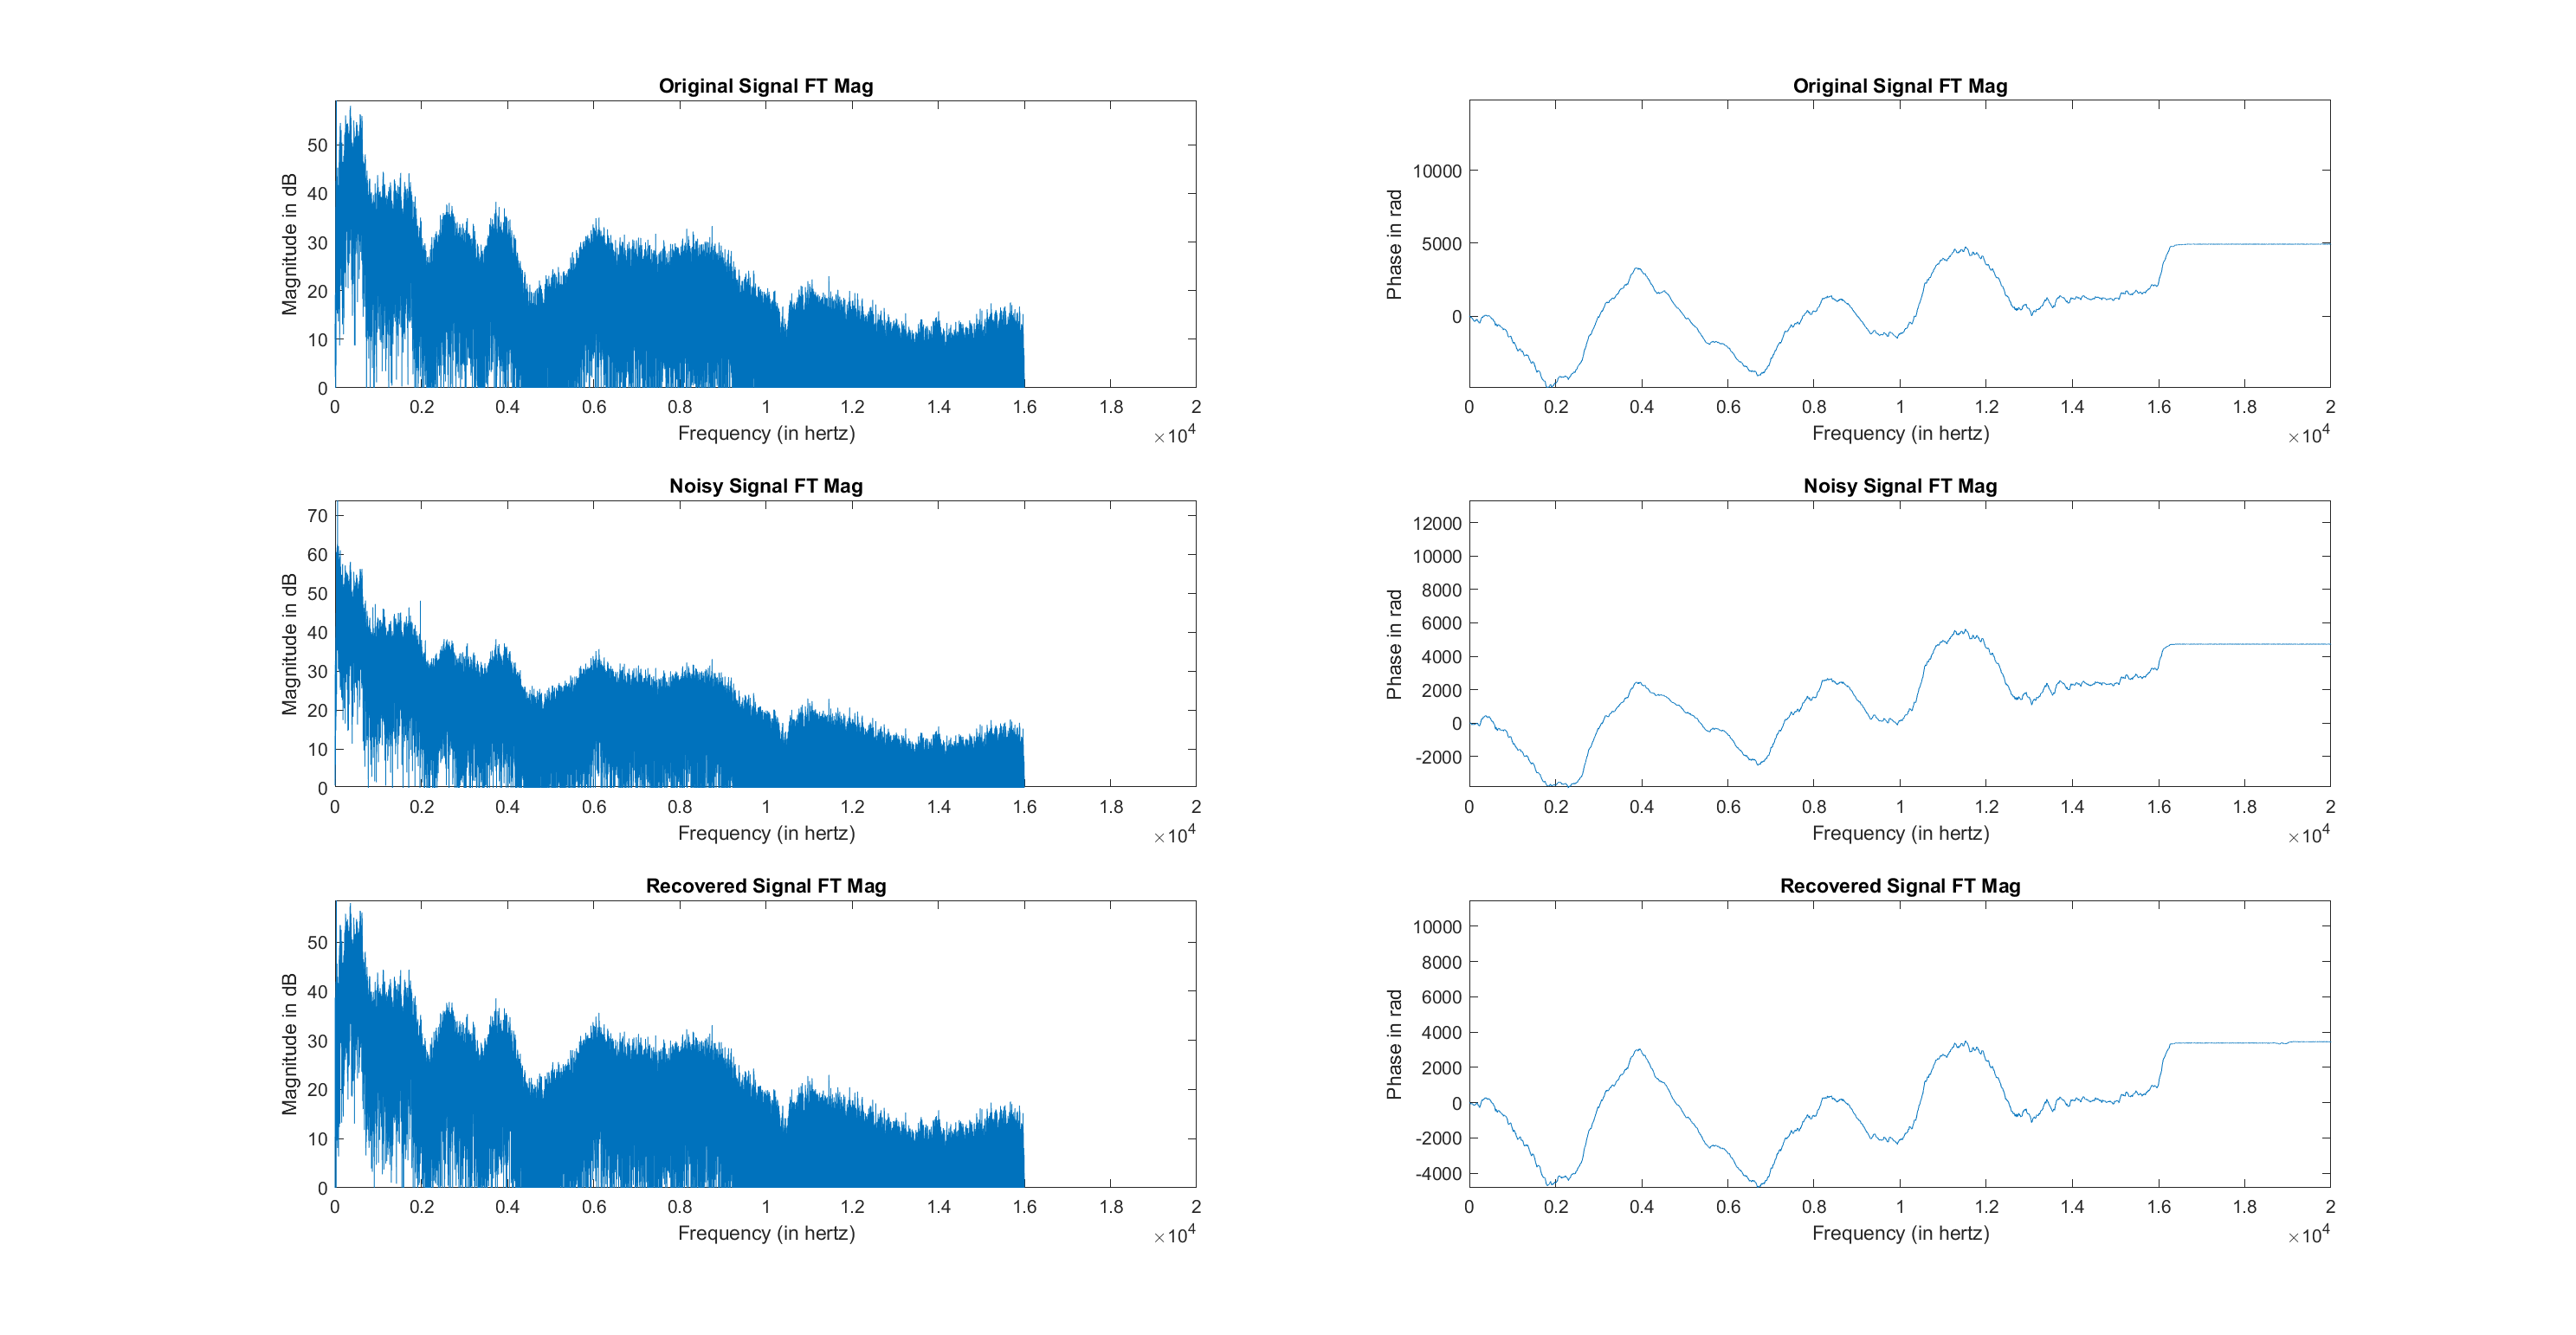 Original Signal FT Mag
Magnitude in dB
50
40
30
20
10
0
0 0.2 0.4 0.6 0.8 1 1.2 1.4 1.6 1.8 2
Frequency (in hertz)
×10^4
Original Signal FT Mag
Phase in rad
10000
5000
0
0 0.2 0.4 0.6 0.8 1 1.2 1.4 1.6 1.8 2
Frequency (in hertz)
×10^4
Noisy Signal FT Mag
Magnitude in dB
70
60
50
40
30
20
10
0
0 0.2 0.4 0.6 0.8 1 1.2 1.4 1.6 1.8 2
Frequency (in hertz)
×10^4
Noisy Signal FT Mag
Phase in rad
12000
10000
8000
6000
4000
2000
0
-2000
0 0.2 0.4 0.6 0.8 1 1.2 1.4 1.6 1.8 2
Frequency (in hertz)
×10^4
Recovered Signal FT Mag
Magnitude in dB
50
40
30
20
10
0
0 0.2 0.4 0.6 0.8 1 1.2 1.4 1.6 1.8 2
Frequency (in hertz)
×10^4
Recovered Signal FT Mag
Phase in rad
10000
8000
6000
4000
2000
0
-2000
-4000
0 0.2 0.4 0.6 0.8 1 1.2 1.4 1.6 1.8 2
Frequency (in hertz)
×10^4